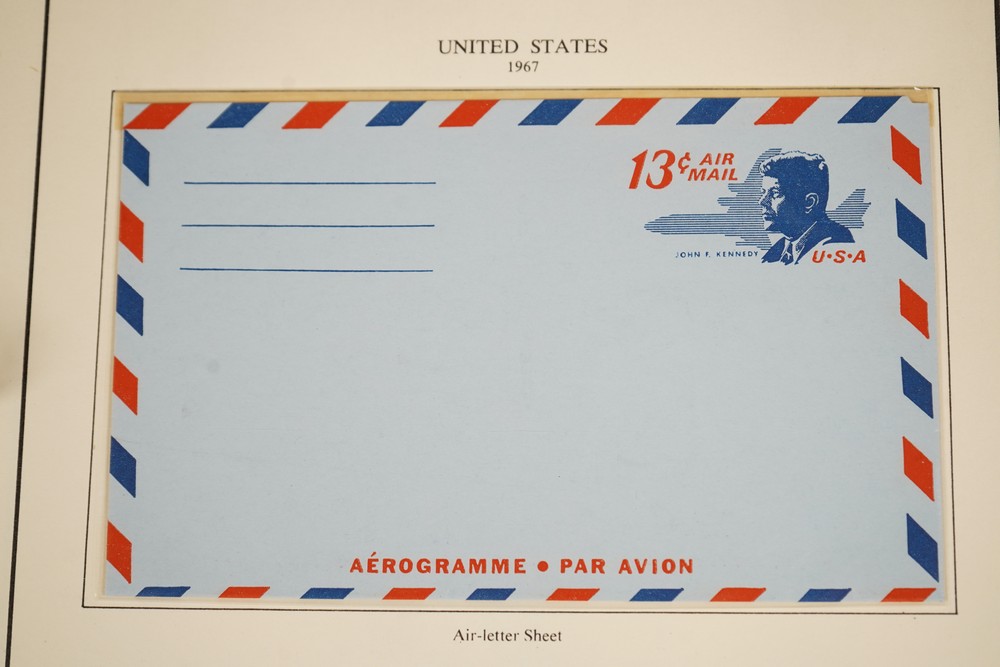 UNITED STATES
1967
13¢ AIR
MAIL
JOHN F. KENNEDY
U•S•A
AÉROGRAMME • PAR AVION
Air-letter Sheet